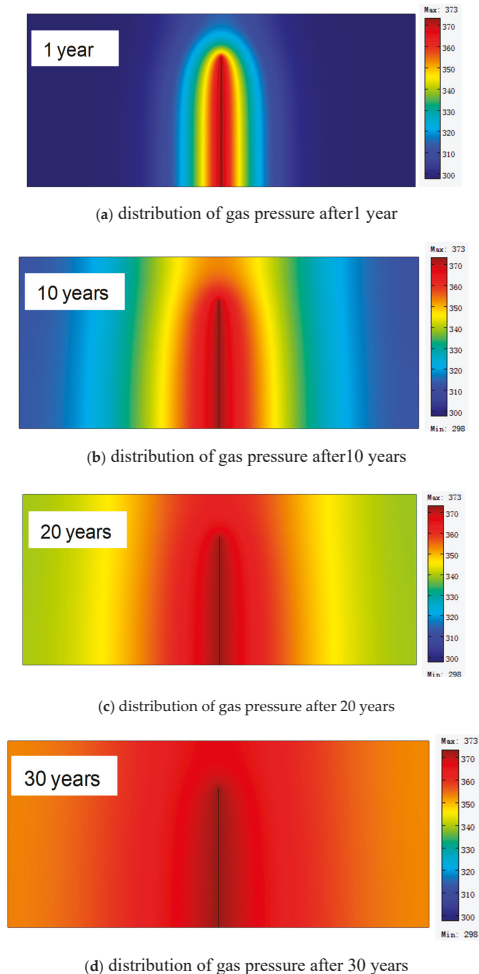 Max: 373
1 year
370
360
350
340
330
320
310
300
(a) distribution of gas pressure after1 year
Max: 373
10 years
370
360
350
340
330
320
310
300
Min: 298
(b) distribution of gas pressure after10 years
Max: 373
20 years
370
360
350
340
330
320
310
300
Min: 298
(c) distribution of gas pressure after 20 years
Max: 373
30 years
370
360
350
340
330
320
310
300
Min: 298
(d) distribution of gas pressure after 30 years